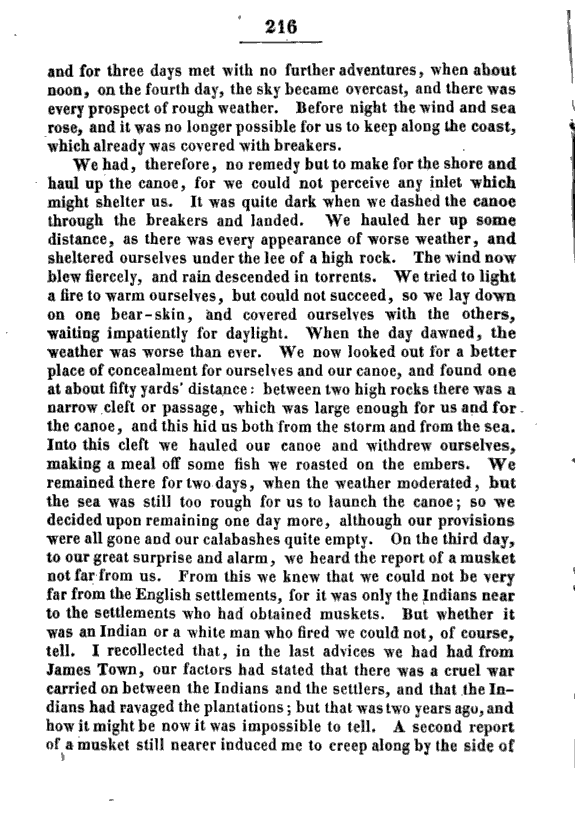 216
and for three days met with no further adventures, when about
noon, on the fourth day, the sky became overcast, and there was
every prospect of rough weather. Before night the wind and sea
rose, and it was no longer possible for us to keep along the coast,
which already was covered with breakers.
We had, therefore, no remedy but to make for the shore and
haul up the canoe, for we could not perceive any inlet which
might shelter us. It was quite dark when we dashed the canoe
through the breakers and landed. We hauled her up some
distance, as there was every appearance of worse weather, and
sheltered ourselves under the lee of a high rock. The wind now
blew fiercely, and rain descended in torrents. We tried to light
a fire to warm ourselves, but could not succeed, so we lay down
on one bear-skin, and covered ourselves with the others,
waiting impatiently for daylight. When the day dawned, the
weather was worse than ever. We now looked out for a better
place of concealment for ourselves and our canoe, and found one
at about fifty yards' distance: between two high rocks there was a
narrow cleft or passage, which was large enough for us and for
the canoe, and this hid us both from the storm and from the sea.
Into this cleft we hauled our canoe and withdrew ourselves,
making a meal off some fish we roasted on the embers. We
remained there for two days, when the weather moderated, but
the sea was still too rough for us to launch the canoe; so we
decided upon remaining one day more, although our provisions
were all gone and our calabashes quite empty. On the third day,
to our great surprise and alarm, we heard the report of a musket
not far from us. From this we knew that we could not be very
far from the English settlements, for it was only the Indians near
to the settlements who had obtained muskets. But whether it
was an Indian or a white man who fired we could not, of course,
tell. I recollected that, in the last advices we had had from
James Town, our factors had stated that there was a cruel war
carried on between the Indians and the settlers, and that the In-
dians had ravaged the plantations; but that was two years ago, and
how it might be now it was impossible to tell. A second report
of a musket still nearer induced me to creep along by the side of